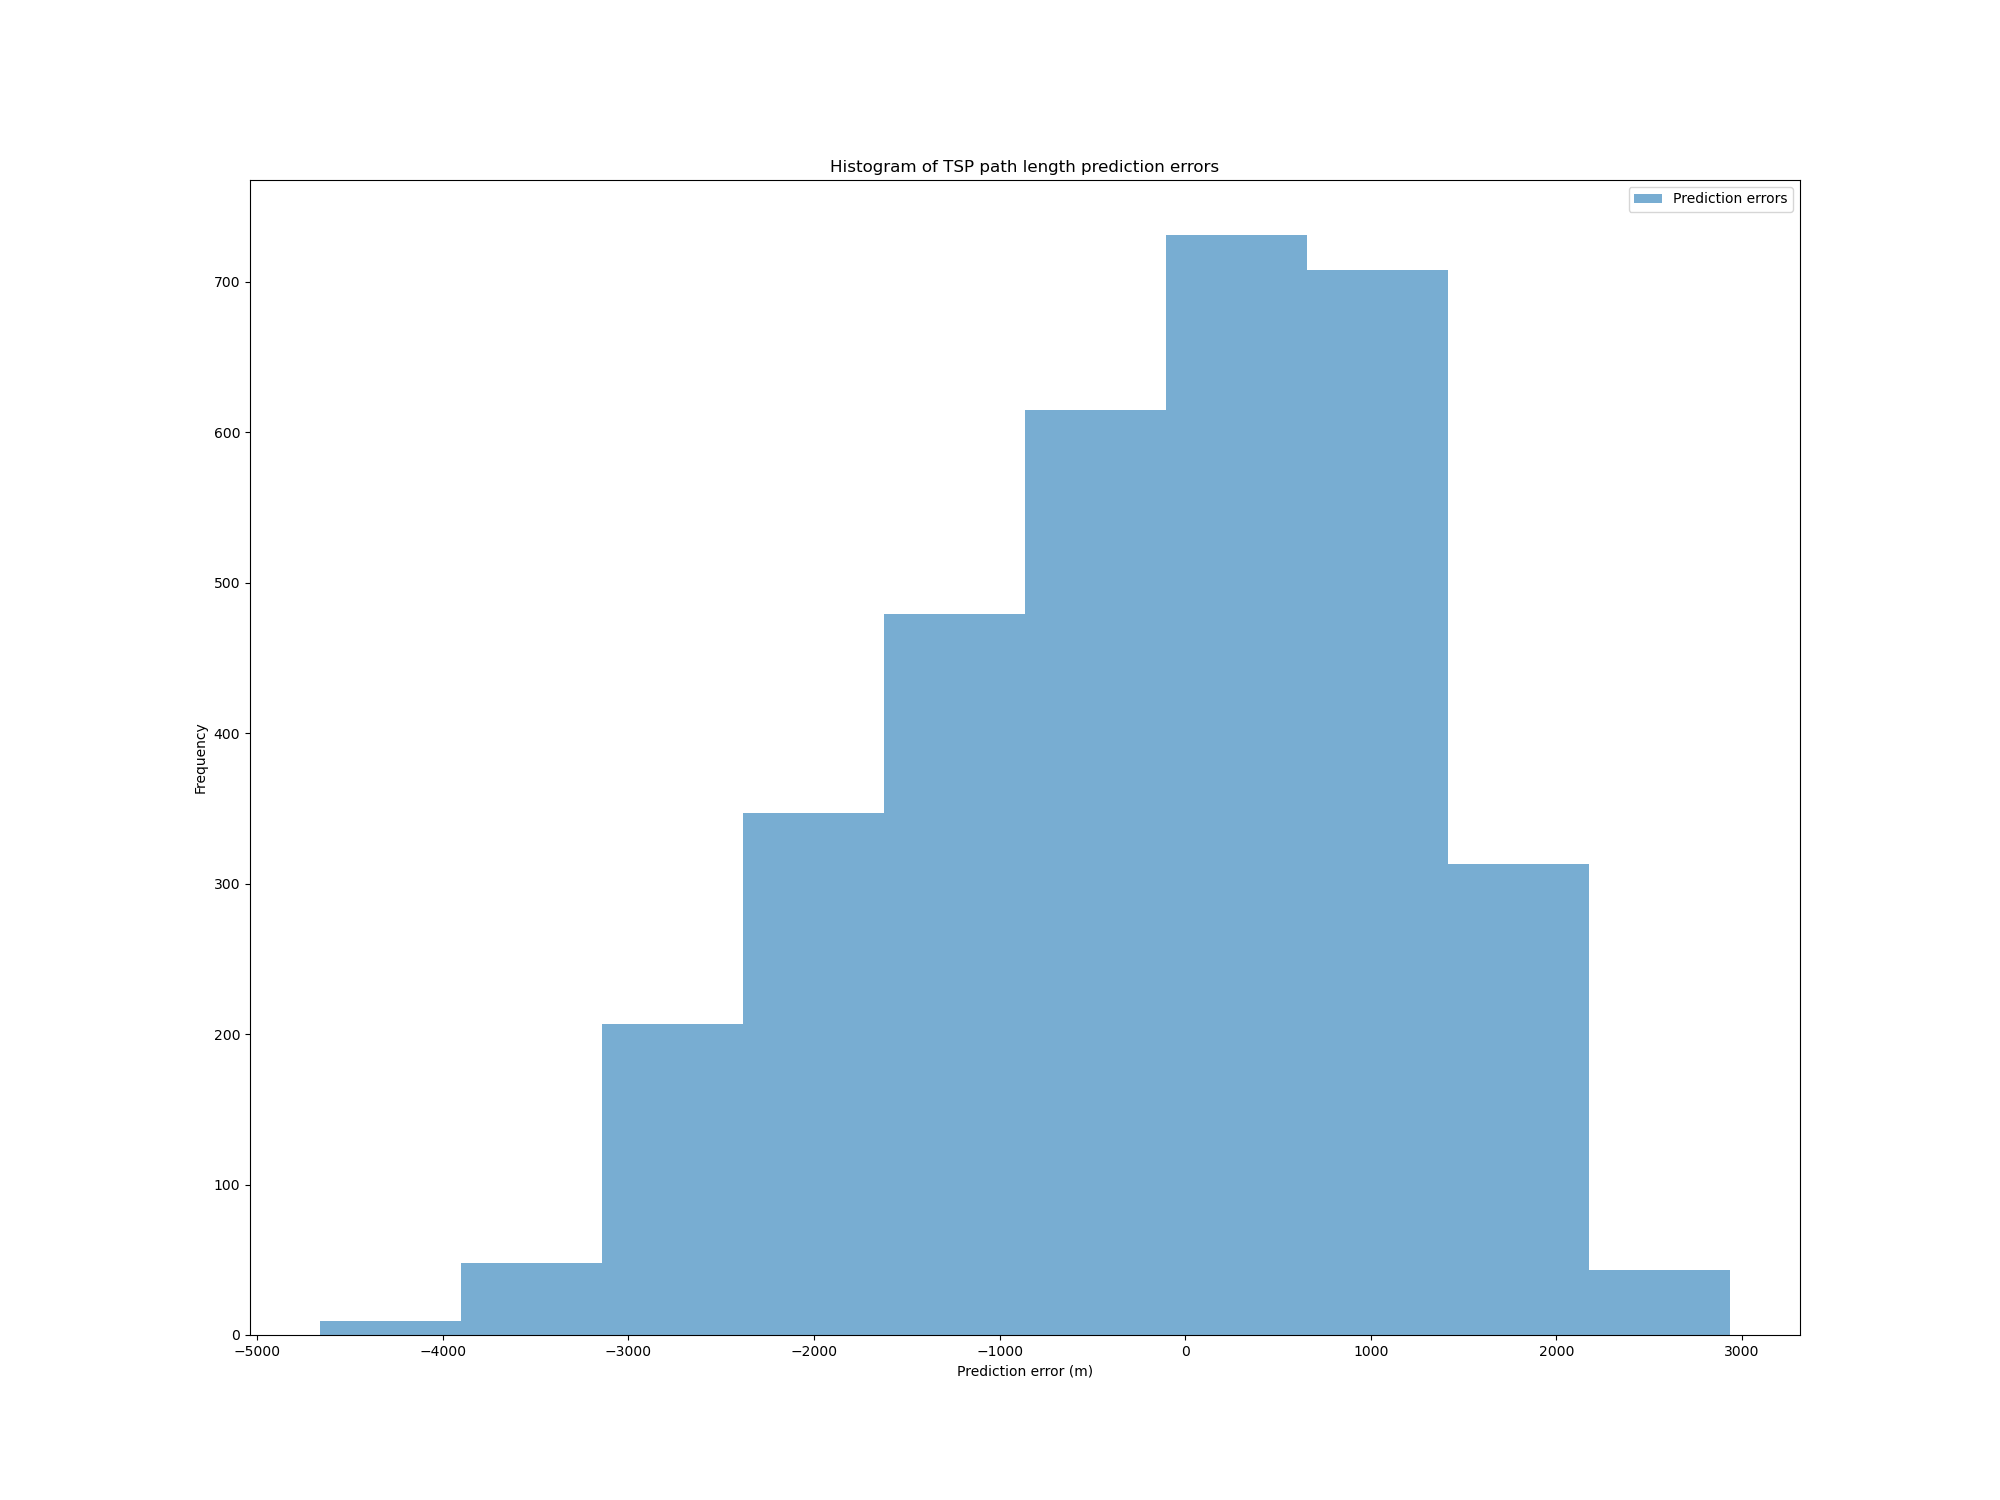 Histogram of TSP path length prediction errors
Prediction errors
700
600
500
400
300
200
100
0
Frequency
−5000 −4000 −3000 −2000 −1000 0 1000 2000 3000
Prediction error (m)